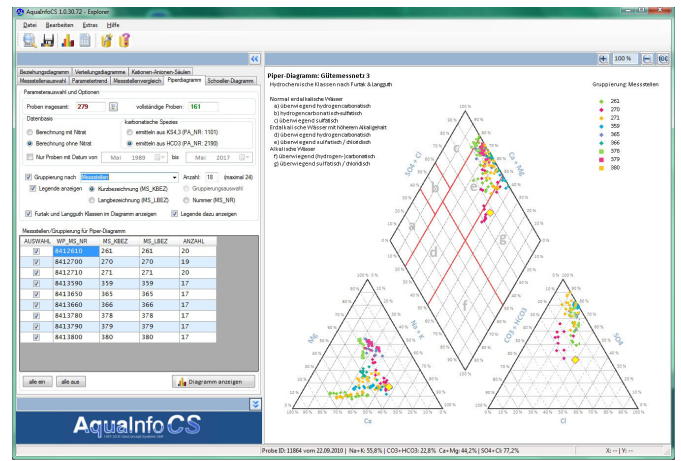 AquaInfoCS 1.0.30.72 - Explorer
Datei Bearbeiten Extras Hilfe
100 %
Beziehungsdiagramm Verteilungsdiagramme Kationen-Anionen-Säulen
Messstellenauswahl Parametertrend Messstellenvergleich Piperdiagramm Schoeller-Diagramm
Parameterauswahl und Optionen
Proben insgesamt: 279 vollständige Proben: 161
Datenbasis
karbonatische Spezies
Berechnung mit Nitrat
ermitteln aus KS4,3 (PA_NR: 1101)
Berechnung ohne Nitrat
ermitteln aus HCO3 (PA_NR: 2190)
Nur Proben mit Datum von Mai 1989 bis Mai 2017
Gruppierung nach Messstellen Anzahl: 18 (maximal 24)
Legende anzeigen Kurzbezeichnung (MS_KBEZ) Gruppierungsauswahl
Langbezeichnung (MS_LBEZ) Nummer (MS_NR)
Furtak und Langguth Klassen im Diagramm anzeigen Legende dazu anzeigen
Messstellen/Gruppierung für Piper-Diagramm
AUSWAHL WP_MS_NR MS_KBEZ MS_LBEZ ANZAHL
8412610 261 261 20
8412700 270 270 19
8412710 271 271 20
8413590 359 359 17
8413650 365 365 17
8413660 366 366 17
8413780 378 378 17
8413790 379 379 17
8413800 380 380 17
alle ein alle aus Diagramm anzeigen
AquaInfoCS
Piper-Diagramm: Gütemessnetz 3
Hydrochemische Klassen nach Furtak & Langguth
Normal erdalkalische Wässer
a) überwiegend hydrogencarbonatisch
b) hydrogencarbonatisch-sulfatisch
c) überwiegend sulfatisch
Erdalkalische Wässer mit höherem Alkaligehalt
d) überwiegend hydrogencarbonatisch
e) überwiegend sulfatisch / chloridisch
Alkalische Wässer
f) überwiegend (hydrogen-)carbonatisch
g) überwiegend sulfatisch / chloridisch
Gruppierung: Messstellen
261
270
271
359
365
366
378
379
380
SO4 + Cl
Ca + Mg
a
b
c
d
e
f
g
Mg
Na + K
CO3 + HCO3
SO4
Ca
Cl
Probe ID: 11864 vom 22.09.2010 | Na+K: 55,8% | CO3+HCO3: 22,8% Ca+Mg: 44,2% | SO4+Cl: 77,2%
X: -- | Y: --